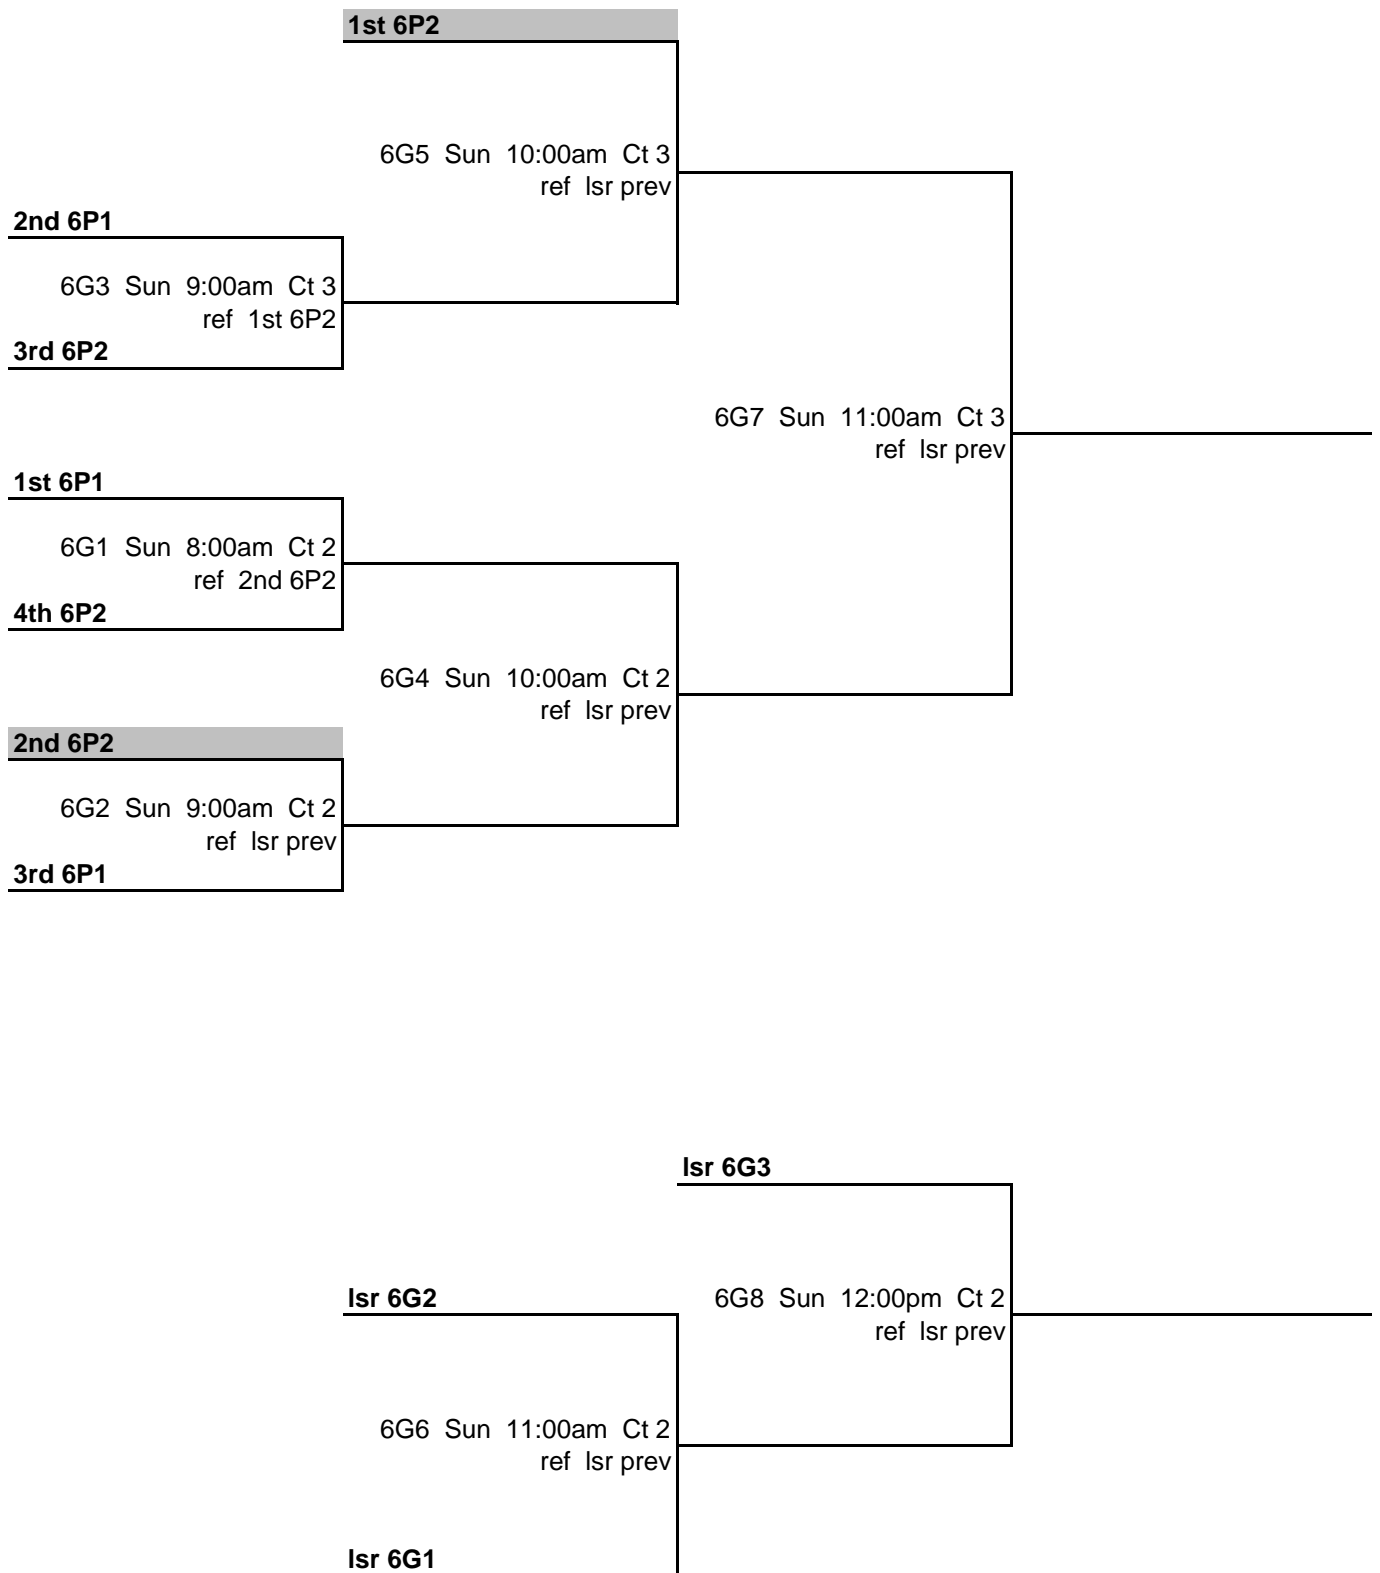 1st 6P2
6G5 Sun 10:00am Ct 3
ref lsr prev
2nd 6P1
6G3 Sun 9:00am Ct 3
ref 1st 6P2
3rd 6P2
6G7 Sun 11:00am Ct 3
ref lsr prev
1st 6P1
6G1 Sun 8:00am Ct 2
ref 2nd 6P2
4th 6P2
6G4 Sun 10:00am Ct 2
ref lsr prev
2nd 6P2
6G2 Sun 9:00am Ct 2
ref lsr prev
3rd 6P1
lsr 6G3
lsr 6G2
6G8 Sun 12:00pm Ct 2
ref lsr prev
6G6 Sun 11:00am Ct 2
ref lsr prev
lsr 6G1